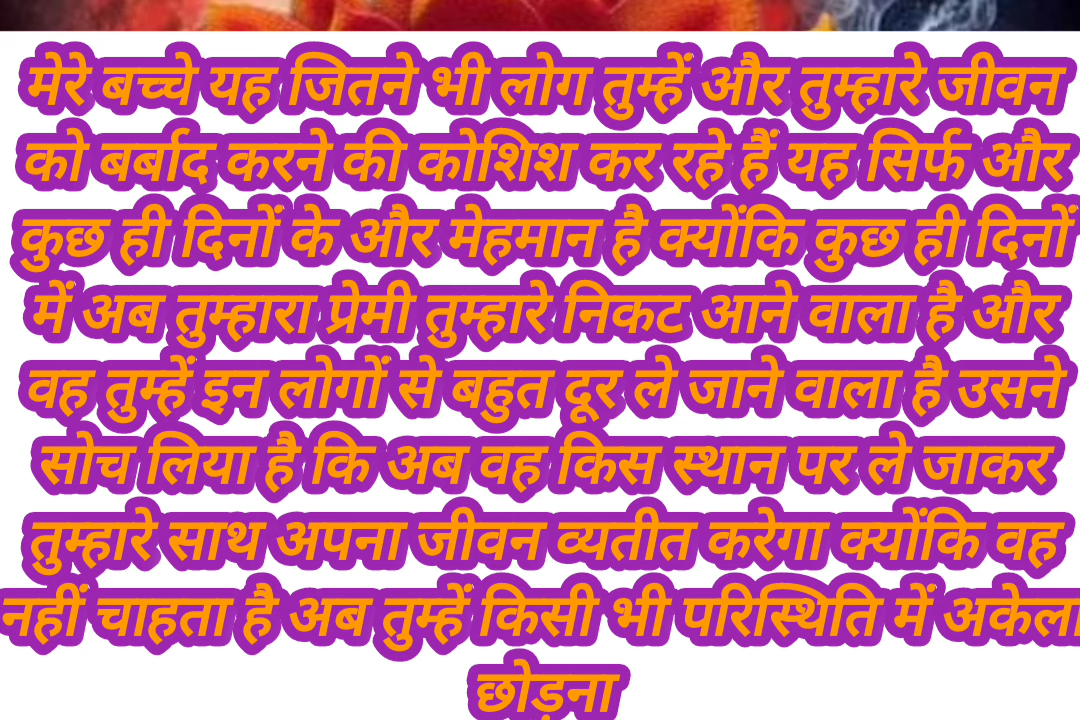 मेरे बच्चे यह जितने भी लोग तुम्हें और तुम्हारे जीवन
को बर्बाद करने की कोशिश कर रहे हैं यह सिर्फ और
कुछ ही दिनों के और मेहमान है क्योंकि कुछ ही दिनों
में अब तुम्हारा प्रेमी तुम्हारे निकट आने वाला है और
वह तुम्हें इन लोगों से बहुत दूर ले जाने वाला है उसने
सोच लिया है कि अब वह किस स्थान पर ले जाकर
तुम्हारे साथ अपना जीवन व्यतीत करेगा क्योंकि वह
नहीं चाहता है अब तुम्हें किसी भी परिस्थिति में अकेला
छोड़ना